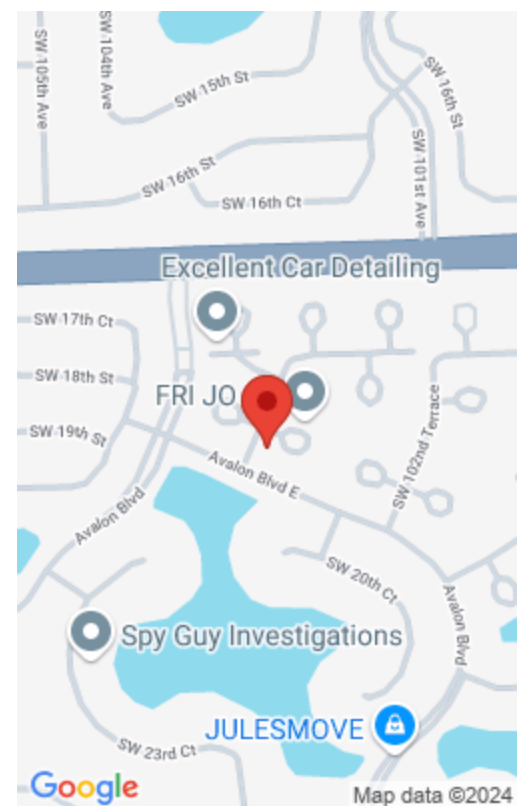 SW 105th Ave
SW 104th Ave
SW 15th St
SW 16th St
SW 16th St
SW 16th Ct
SW 101st Ave
Excellent Car Detailing
SW 17th Ct
SW 18th St
SW 19th St
FRI JO
SW 102nd Terrace
Avalon Blvd E
Avalon Blvd
SW 20th Ct
Avalon Blvd
Spy Guy Investigations
JULESMOVE
SW 23rd Ct
Google
Map data ©2024